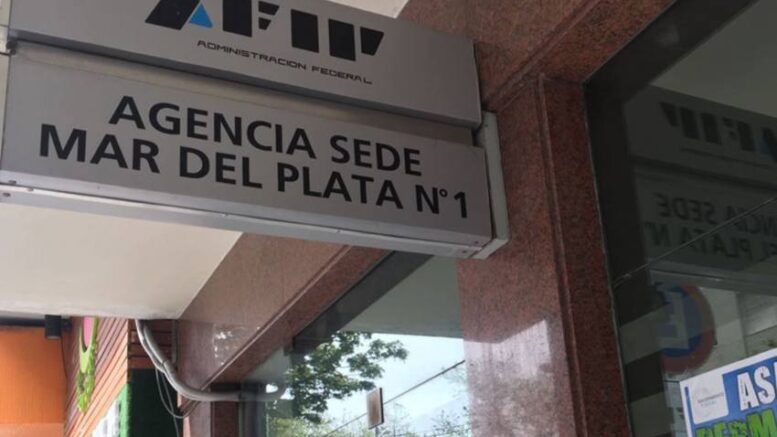 AFIP
ADMINISTRACION FEDERAL
AGENCIA SEDE
MAR DEL PLATA N°1